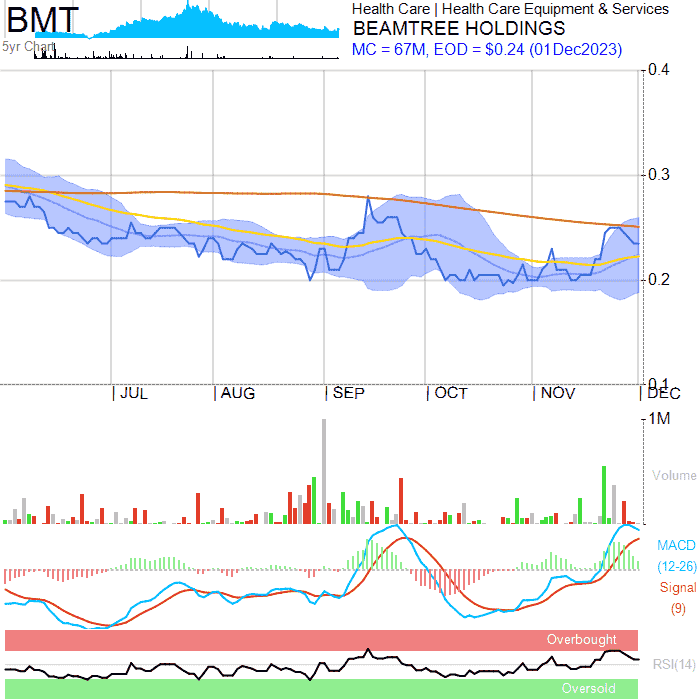 BMT
5yr Chart
Health Care | Health Care Equipment & Services
BEAMTREE HOLDINGS
MC = 67M, EOD = $0.24 (01Dec2023)
0.4
0.3
0.2
0.1
JUL AUG SEP OCT NOV DEC
1M
Volume
MACD
(12-26)
Signal
(9)
Overbought
RSI(14)
Oversold